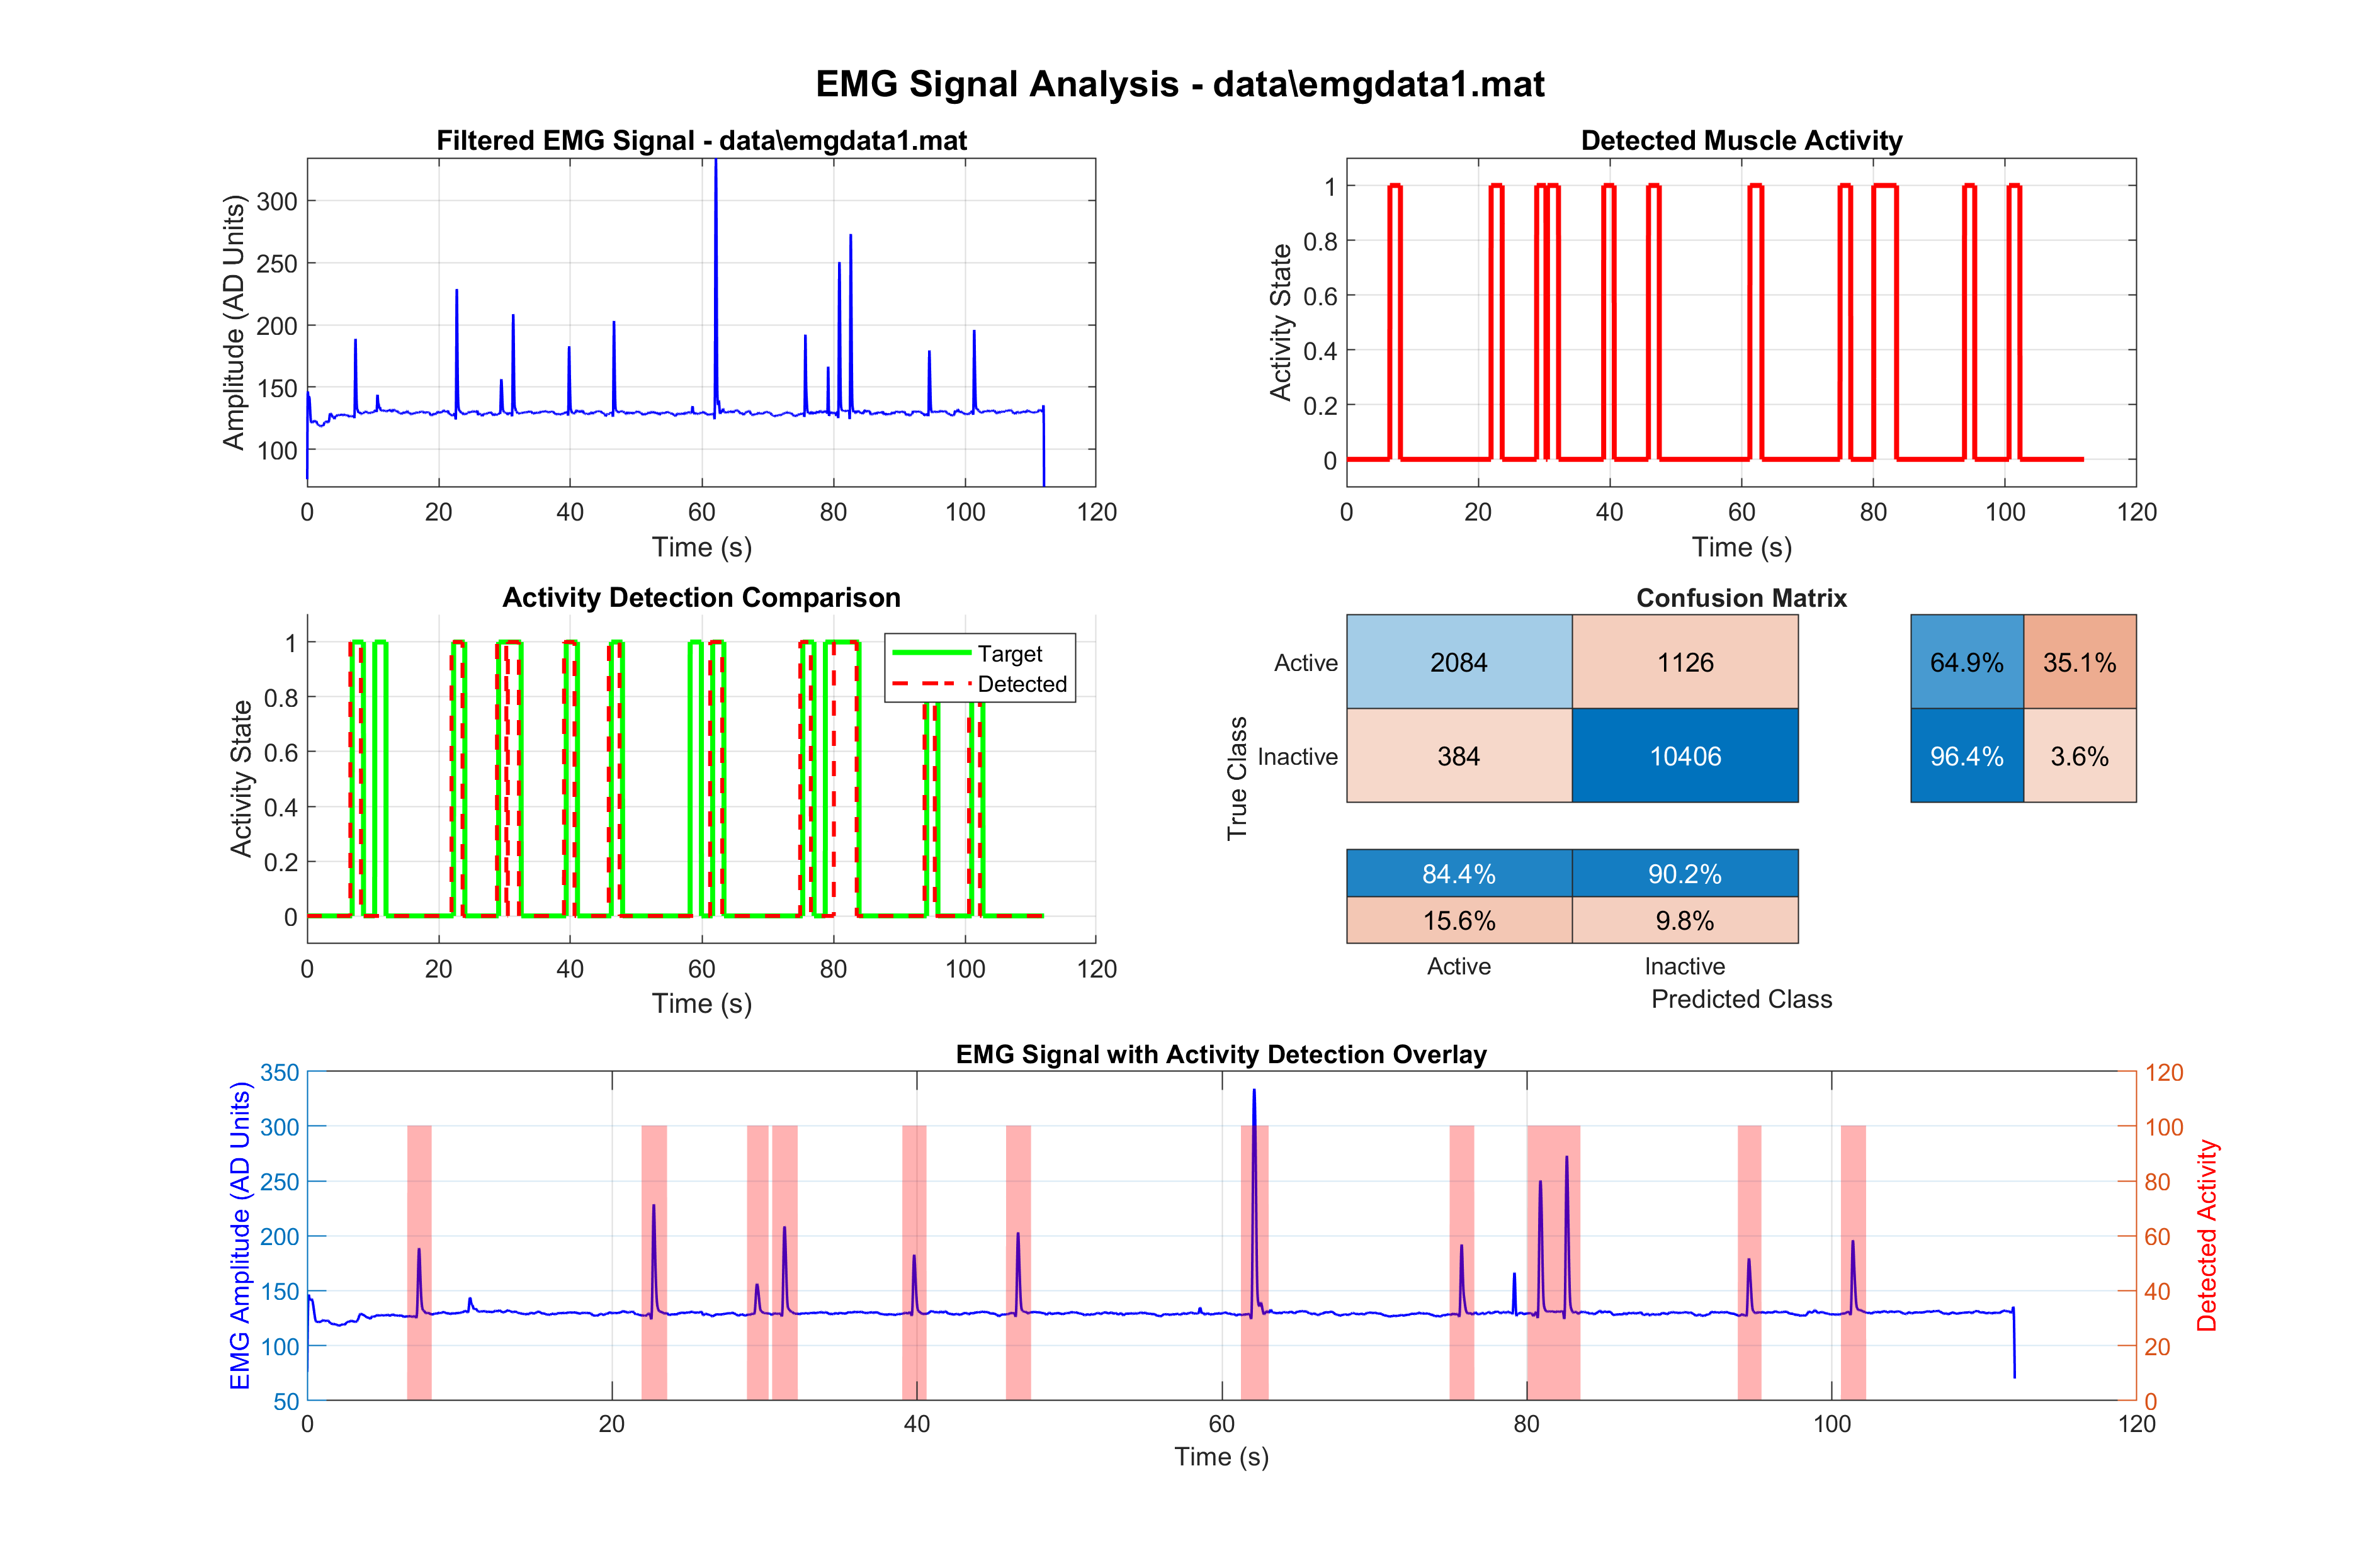 EMG Signal Analysis - data\emgdata1.mat
Filtered EMG Signal - data\emgdata1.mat
Amplitude (AD Units)
300
250
200
150
100
0 20 40 60 80 100 120
Time (s)
Detected Muscle Activity
Activity State
1
0.8
0.6
0.4
0.2
0
0 20 40 60 80 100 120
Time (s)
Activity Detection Comparison
Activity State
1
0.8
0.6
0.4
0.2
0
Target
Detected
0 20 40 60 80 100 120
Time (s)
Confusion Matrix
True Class
Active 2084 1126 64.9% 35.1%
Inactive 384 10406 96.4% 3.6%
84.4% 90.2%
15.6% 9.8%
Active Inactive
Predicted Class
EMG Signal with Activity Detection Overlay
EMG Amplitude (AD Units)
350
300
250
200
150
100
50
120
100
80
60
40
20
0
Detected Activity
0 20 40 60 80 100 120
Time (s)